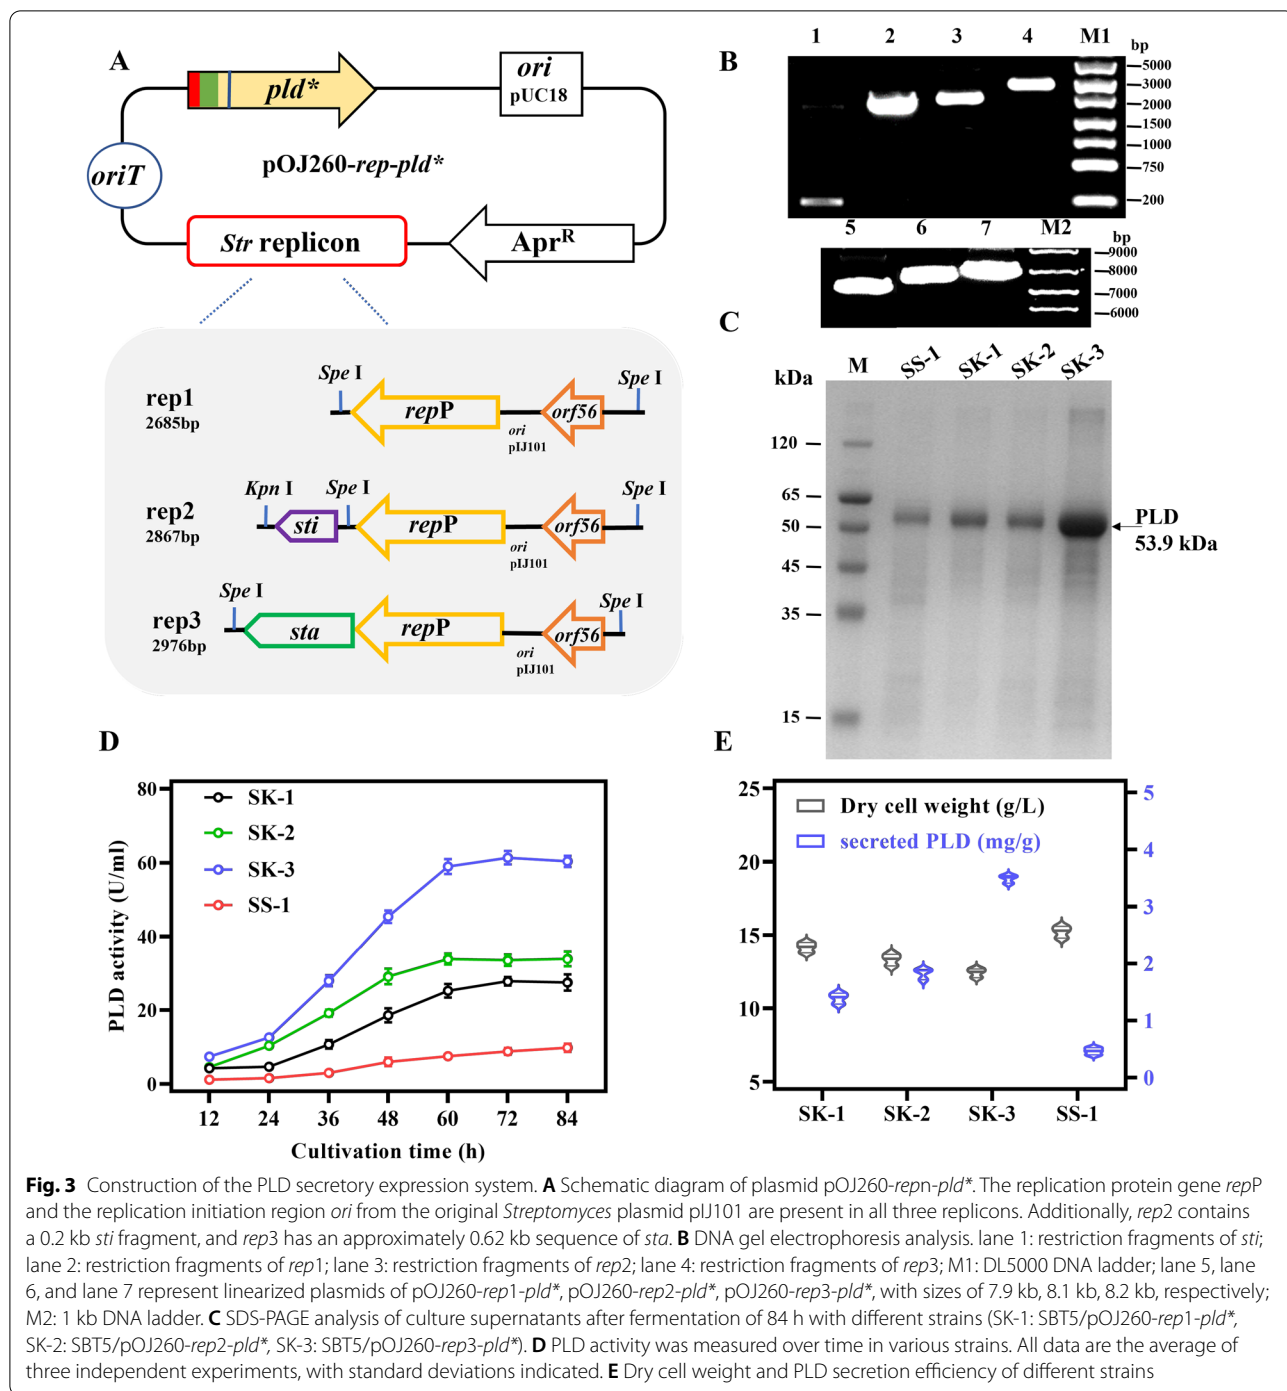 A
pld*
ori
pUC18
oriT
pOJ260-rep-pld*
Str replicon
Apr^R
rep1
2685bp
Spe I
repP
ori
pIJ101
orf56
Spe I
rep2
2867bp
Kpn I
sti
Spe I
repP
ori
pIJ101
orf56
Spe I
rep3
2976bp
Spe I
sta
repP
ori
pIJ101
orf56
Spe I
B
1 2 3 4 M1
bp
5000
3000
2000
1500
1000
750
200
5 6 7 M2
bp
9000
8000
7000
6000
C
kDa
M SS-1 SK-1 SK-2 SK-3
120
65
50
45
35
15
PLD
53.9 kDa
D
PLD activity (U/ml)
80
60
40
20
0
SK-1
SK-2
SK-3
SS-1
12 24 36 48 60 72 84
Cultivation time (h)
E
25
20
15
10
5
Dry cell weight (g/L)
secreted PLD (mg/g)
5
4
3
2
1
0
SK-1 SK-2 SK-3 SS-1
Fig. 3 Construction of the PLD secretory expression system. A Schematic diagram of plasmid pOJ260-repn-pld*. The replication protein gene repP
and the replication initiation region ori from the original Streptomyces plasmid pIJ101 are present in all three replicons. Additionally, rep2 contains
a 0.2 kb sti fragment, and rep3 has an approximately 0.62 kb sequence of sta. B DNA gel electrophoresis analysis. lane 1: restriction fragments of sti;
lane 2: restriction fragments of rep1; lane 3: restriction fragments of rep2; lane 4: restriction fragments of rep3; M1: DL5000 DNA ladder; lane 5, lane
6, and lane 7 represent linearized plasmids of pOJ260-rep1-pld*, pOJ260-rep2-pld*, pOJ260-rep3-pld*, with sizes of 7.9 kb, 8.1 kb, 8.2 kb, respectively;
M2: 1 kb DNA ladder. C SDS-PAGE analysis of culture supernatants after fermentation of 84 h with different strains (SK-1: SBT5/pOJ260-rep1-pld*,
SK-2: SBT5/pOJ260-rep2-pld*, SK-3: SBT5/pOJ260-rep3-pld*). D PLD activity was measured over time in various strains. All data are the average of
three independent experiments, with standard deviations indicated. E Dry cell weight and PLD secretion efficiency of different strains